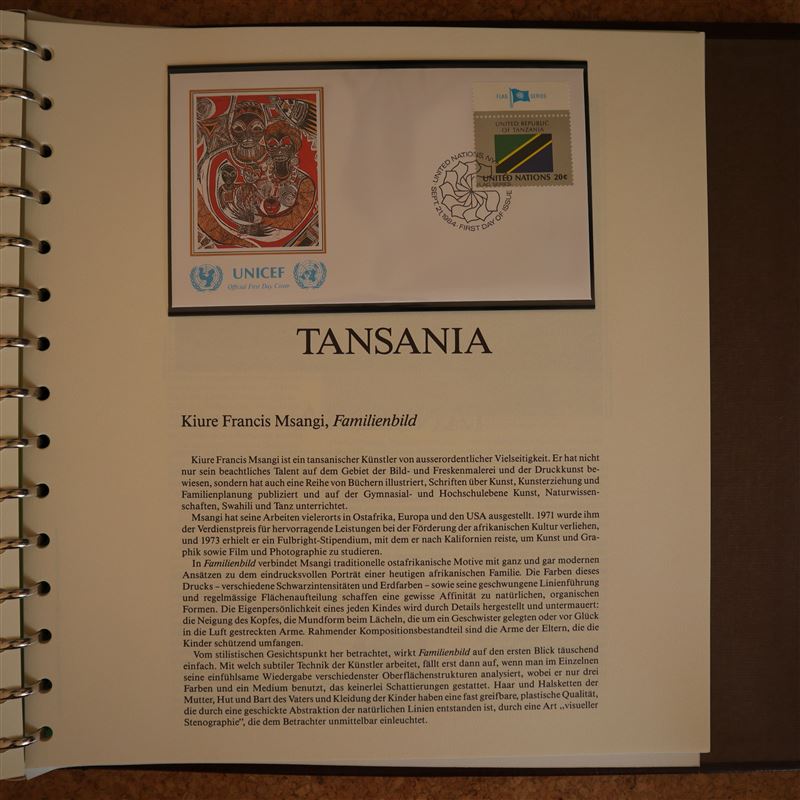 FLAG SERIES
UNITED REPUBLIC
OF TANZANIA
UNITED NATIONS 20c
UNITED NATIONS, NY
FLAG SERIES
SEPT. 21, 1984 - FIRST DAY OF ISSUE
UNICEF
Official First Day Cover
TANSANIA
Kiure Francis Msangi, Familienbild
Kiure Francis Msangi ist ein tansanischer Künstler von ausserordentlicher Vielseitigkeit. Er hat nicht
nur sein beachtliches Talent auf dem Gebiet der Bild- und Freskenmalerei und der Druckkunst be-
wiesen, sondern hat auch eine Reihe von Büchern illustriert, Schriften über Kunst, Kunsterziehung und
Familienplanung publiziert und auf der Gymnasial- und Hochschulebene Kunst, Naturwissen-
schaften, Swahili und Tanz unterrichtet.
Msangi hat seine Arbeiten vielerorts in Ostafrika, Europa und den USA ausgestellt. 1971 wurde ihm
der Verdienstpreis für hervorragende Leistungen bei der Förderung der afrikanischen Kultur verliehen,
und 1973 erhielt er ein Fulbright-Stipendium, mit dem er nach Kalifornien reiste, um Kunst und Gra-
phik sowie Film und Photographie zu studieren.
In Familienbild verbindet Msangi traditionelle ostafrikanische Motive mit ganz und gar modernen
Ansätzen zu dem eindrucksvollen Porträt einer heutigen afrikanischen Familie. Die Farben dieses
Drucks – verschiedene Schwarzintensitäten und Erdfarben – sowie seine geschwungene Linienführung
und regelmässige Flächenaufteilung schaffen eine gewisse Affinität zu natürlichen, organischen
Formen. Die Eigenpersönlichkeit eines jeden Kindes wird durch Details hergestellt und untermauert:
die Neigung des Kopfes, die Mundform beim Lächeln, die um ein Geschwister gelegten oder vor Glück
in die Luft gestreckten Arme. Rahmender Kompositionsbestandteil sind die Arme der Eltern, die die
Kinder schützend umfangen.
Vom stilistischen Gesichtspunkt her betrachtet, wirkt Familienbild auf den ersten Blick täuschend
einfach. Mit welch subtiler Technik der Künstler arbeitet, fällt erst dann auf, wenn man im Einzelnen
seine einfühlsame Wiedergabe verschiedenster Oberflächenstrukturen analysiert, wobei er nur drei
Farben und ein Medium benutzt, das keinerlei Schattierungen gestattet. Haar und Halsketten der
Mutter, Hut und Bart des Vaters und Kleidung der Kinder haben eine fast greifbare, plastische Qualität,
die durch eine geschickte Abstraktion der natürlichen Linien entstanden ist, durch eine Art „visueller
Stenographie”, die dem Betrachter unmittelbar einleuchtet.